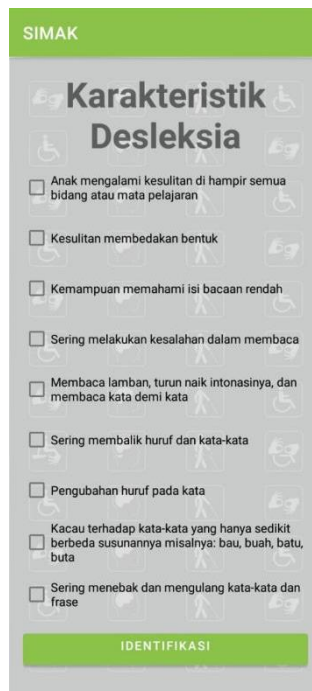 SIMAK
Karakteristik
Desleksia
Anak mengalami kesulitan di hampir semua
bidang atau mata pelajaran
Kesulitan membedakan bentuk
Kemampuan memahami isi bacaan rendah
Sering melakukan kesalahan dalam membaca
Membaca lamban, turun naik intonasinya, dan
membaca kata demi kata
Sering membalik huruf dan kata-kata
Pengubahan huruf pada kata
Kacau terhadap kata-kata yang hanya sedikit
berbeda susunannya misalnya: bau, buah, batu,
buta
Sering menebak dan mengulang kata-kata dan
frase
IDENTIFIKASI